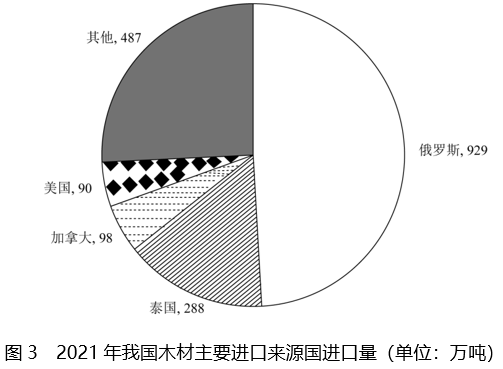 其他, 487
俄罗斯, 929
美国, 90
加拿大, 98
泰国, 288
图 3 2021 年我国木材主要进口来源国进口量（单位：万吨）